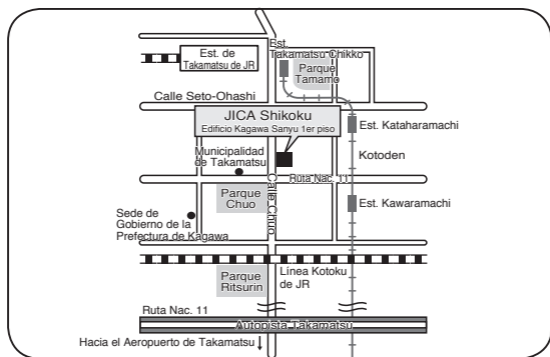 Est. de
Takamatsu de JR
Est.
Takamatsu Chikko
Parque
Tamamo
Calle Seto-Ohashi
JICA Shikoku
Edificio Kagawa Sanyu 1er piso
Est. Kataharamachi
Municipalidad
de Takamatsu
Kotoden
Ruta Nac. 11
Parque
Chuo
Calle Chuo
Est. Kawaramachi
Sede de
Gobierno de la
Prefectura de Kagawa
Parque
Ritsurin
Línea Kotoku
de JR
Ruta Nac. 11
Autopista Takamatsu
Hacia el Aeropuerto de Takamatsu